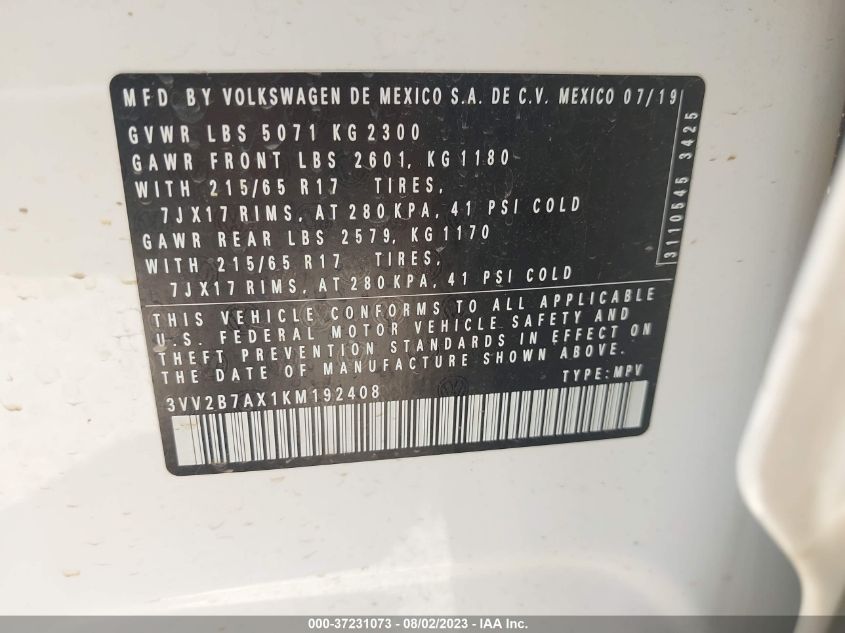 MFD BY VOLKSWAGEN DE MEXICO S.A. DE C.V. MEXICO 07/19
GVWR LBS 5071 KG 2300
GAWR FRONT LBS 2601, KG 1180
WITH 215/65 R17 TIRES,
7JX17 RIMS, AT 280 KPA, 41 PSI COLD
GAWR REAR LBS 2579, KG 1170
WITH 215/65 R17 TIRES,
7JX17 RIMS, AT 280 KPA, 41 PSI COLD
3110545 3425
THIS VEHICLE CONFORMS TO ALL APPLICABLE
U.S. FEDERAL MOTOR VEHICLE SAFETY AND
THEFT PREVENTION STANDARDS IN EFFECT ON
THE DATE OF MANUFACTURE SHOWN ABOVE.
TYPE: MPV
3VV2B7AX1KM192408
000-37231073 - 08/02/2023 - IAA Inc.